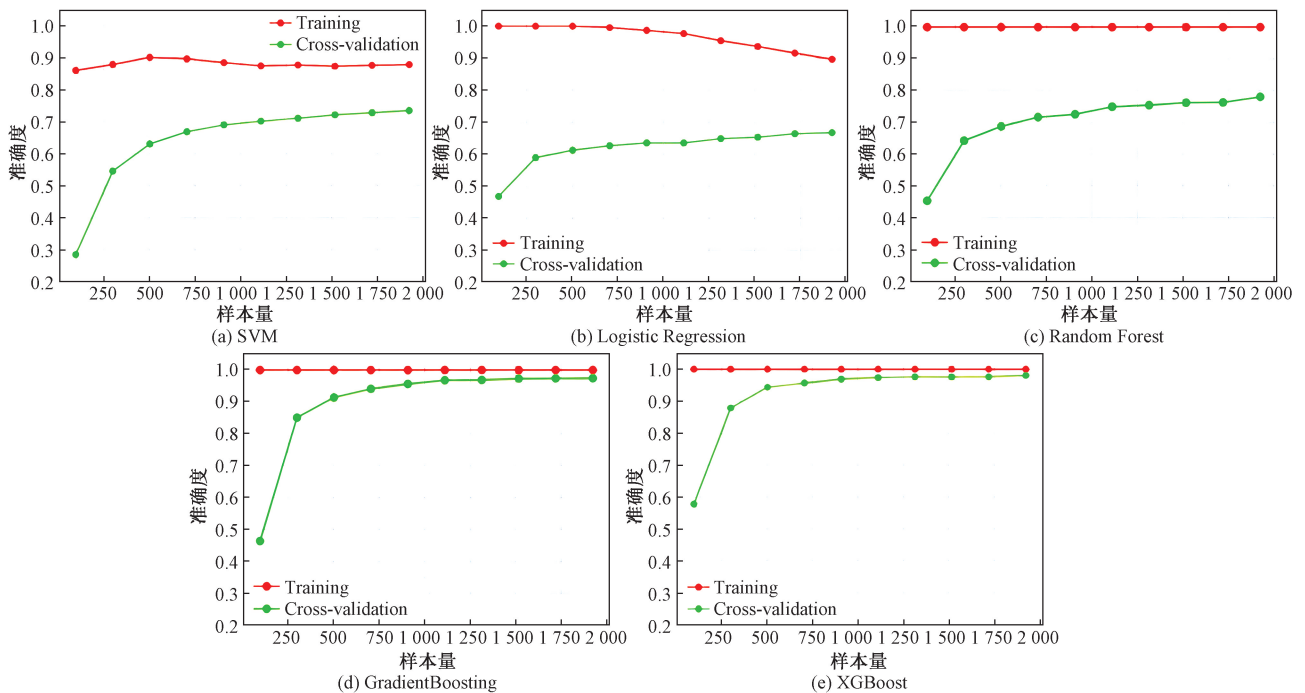 1.0
0.9
0.8
0.7
0.6
0.5
0.4
0.3
0.2
准确度
Training
Cross-validation
250 500 750 1 000 1 250 1 500 1 750 2 000
样本量
(a) SVM
1.0
0.9
0.8
0.7
0.6
0.5
0.4
0.3
0.2
准确度
Training
Cross-validation
250 500 750 1 000 1 250 1 500 1 750 2 000
样本量
(b) Logistic Regression
1.0
0.9
0.8
0.7
0.6
0.5
0.4
0.3
0.2
准确度
Training
Cross-validation
250 500 750 1 000 1 250 1 500 1 750 2 000
样本量
(c) Random Forest
1.0
0.9
0.8
0.7
0.6
0.5
0.4
0.3
0.2
准确度
Training
Cross-validation
250 500 750 1 000 1 250 1 500 1 750 2 000
样本量
(d) GradientBoosting
1.0
0.9
0.8
0.7
0.6
0.5
0.4
0.3
0.2
准确度
Training
Cross-validation
250 500 750 1 000 1 250 1 500 1 750 2 000
样本量
(e) XGBoost